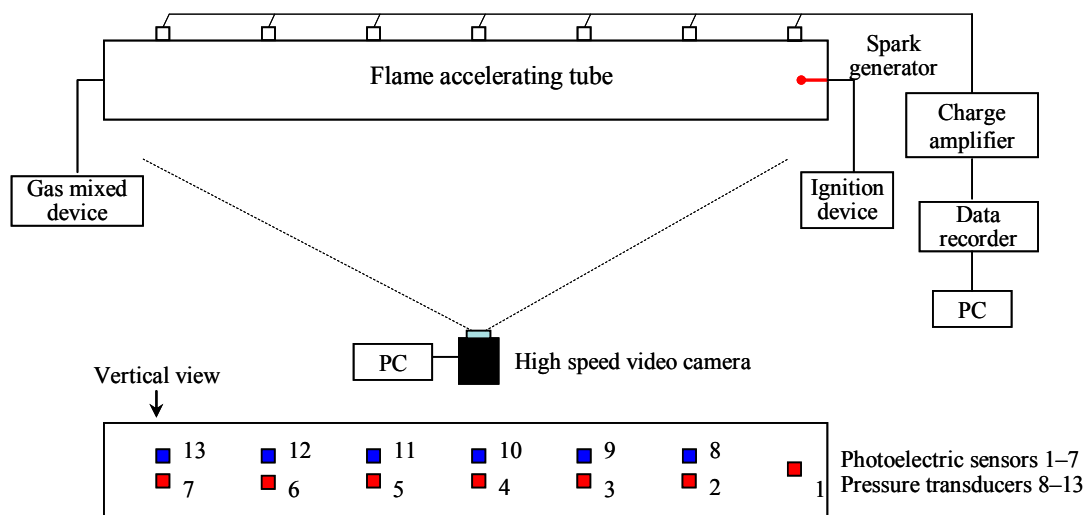 Flame accelerating tube
Spark
generator
Charge
amplifier
Gas mixed
device
Ignition
device
Data
recorder
PC
PC
High speed video camera
Vertical view
13 12 11 10 9 8
7 6 5 4 3 2 1
Photoelectric sensors 1–7
Pressure transducers 8–13